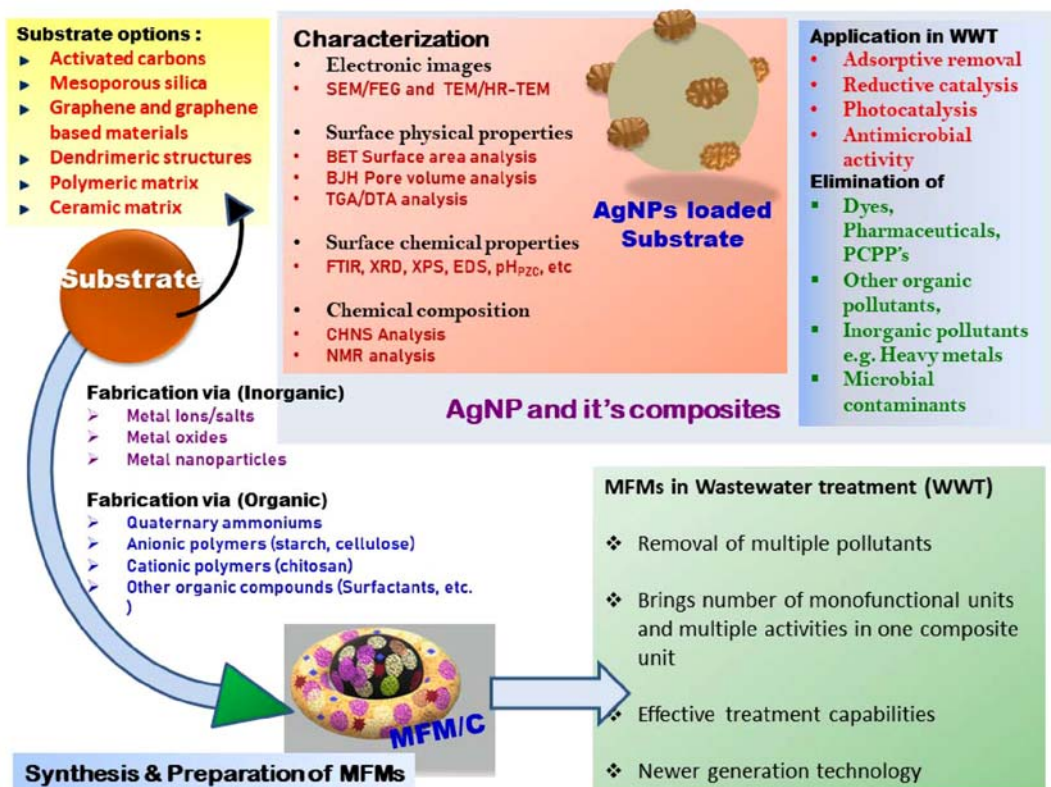 Substrate options :
Activated carbons
Mesoporous silica
Graphene and graphene
based materials
Dendrimeric structures
Polymeric matrix
Ceramic matrix
Substrate
Characterization
• Electronic images
• SEM/FEG and TEM/HR-TEM
• Surface physical properties
• BET Surface area analysis
• BJH Pore volume analysis
• TGA/DTA analysis
• Surface chemical properties
• FTIR, XRD, XPS, EDS, pHPZC, etc
• Chemical composition
• CHNS Analysis
• NMR analysis
AgNPs loaded
Substrate
AgNP and it's composites
Application in WWT
• Adsorptive removal
• Reductive catalysis
• Photocatalysis
• Antimicrobial
activity
Elimination of
▪ Dyes,
Pharmaceuticals,
PCPP's
▪ Other organic
pollutants,
▪ Inorganic pollutants
e.g. Heavy metals
▪ Microbial
contaminants
Fabrication via (Inorganic)
Metal Ions/salts
Metal oxides
Metal nanoparticles
Fabrication via (Organic)
Quaternary ammoniums
Anionic polymers (starch, cellulose)
Cationic polymers (chitosan)
Other organic compounds (Surfactants, etc.
)
MFM/C
Synthesis & Preparation of MFMs
MFMs in Wastewater treatment (WWT)
❖ Removal of multiple pollutants
❖ Brings number of monofunctional units
and multiple activities in one composite
unit
❖ Effective treatment capabilities
❖ Newer generation technology